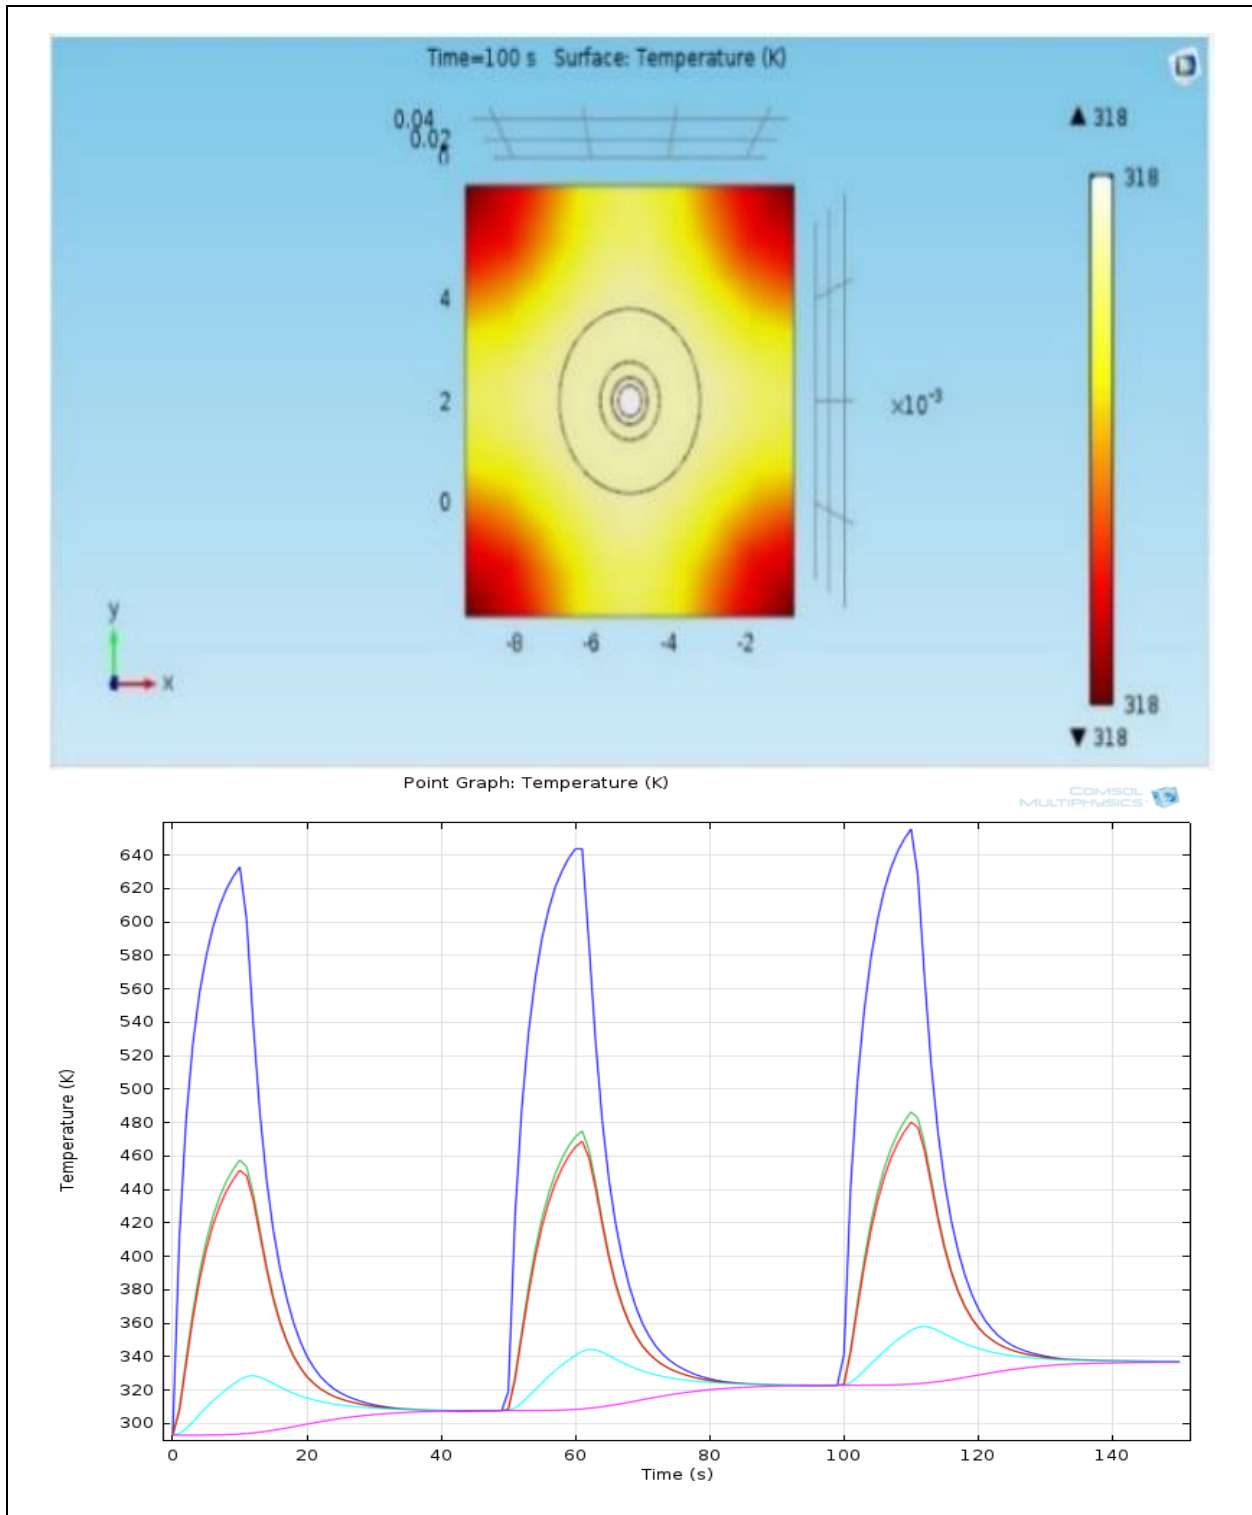 Time=100 s Surface: Temperature (K)
0.04
0.02
0
▲ 318
318
4
2
0
×10⁻³
-8 -6 -4 -2
y
x
318
▼ 318
Point Graph: Temperature (K)
COMSOL
MULTIPHYSICS
640
620
600
580
560
540
520
500
480
460
440
420
400
380
360
340
320
300
Temperature (K)
0 20 40 60 80 100 120 140
Time (s)